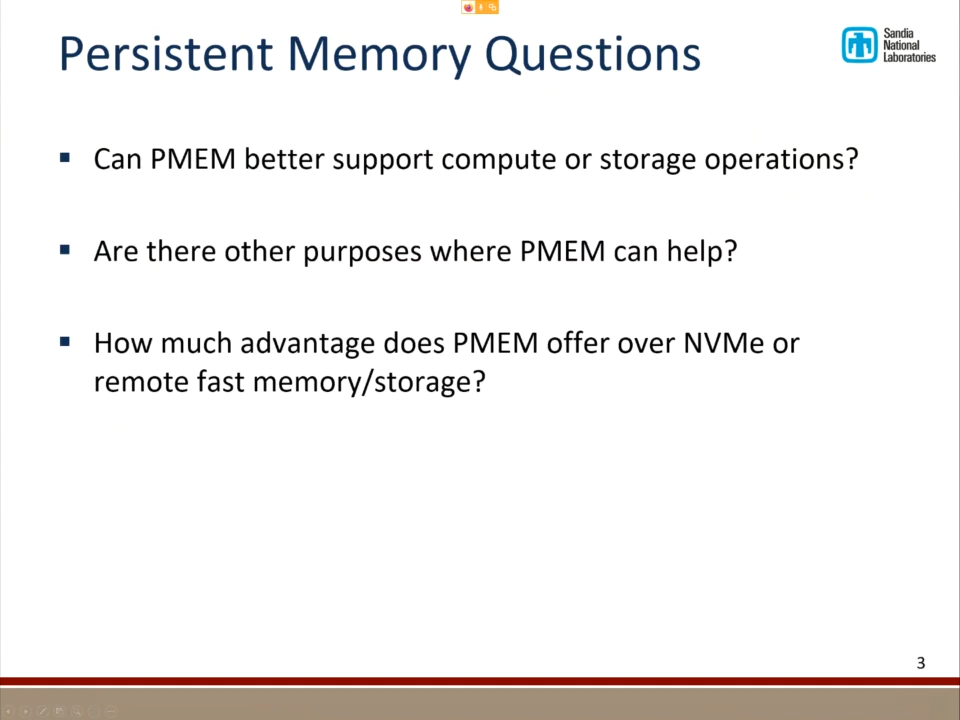 Persistent Memory Questions
Sandia
National
Laboratories
▪ Can PMEM better support compute or storage operations?
▪ Are there other purposes where PMEM can help?
▪ How much advantage does PMEM offer over NVMe or
remote fast memory/storage?
3